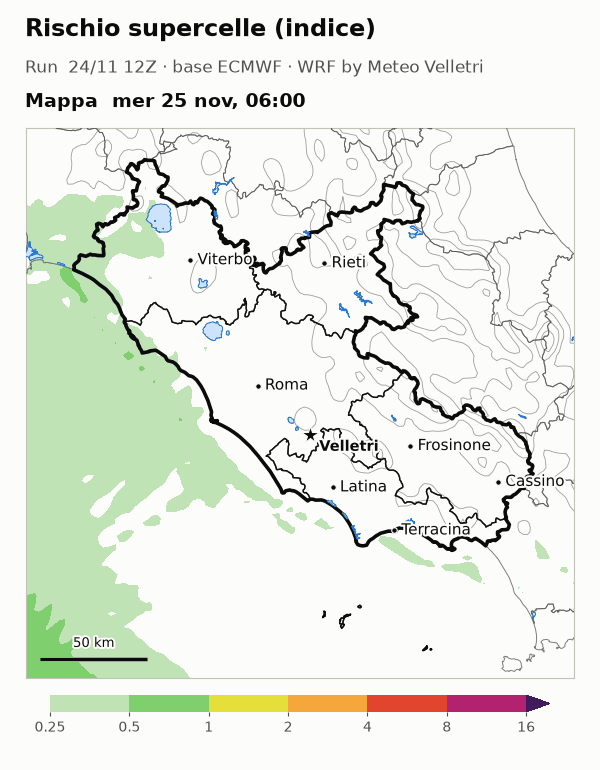 Rischio supercelle (indice)
Run  24/11 12Z · base ECMWF · WRF by Meteo Velletri
Mappa  mer 25 nov, 06:00
Viterbo
Rieti
Roma
Velletri
Frosinone
Latina
Cassino
Terracina
50 km
0.25 0.5 1 2 4 8 16